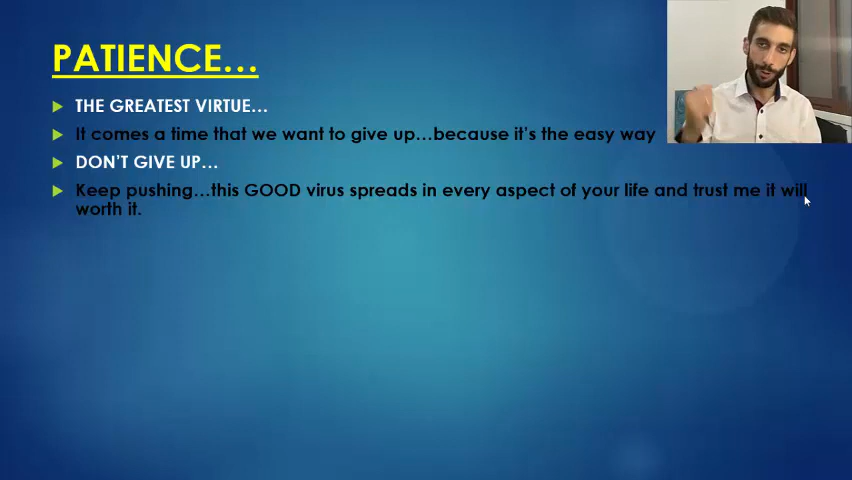 PATIENCE...
THE GREATEST VIRTUE...
It comes a time that we want to give up...because it's the easy way
DON'T GIVE UP...
Keep pushing...this GOOD virus spreads in every aspect of your life and trust me it will
worth it.